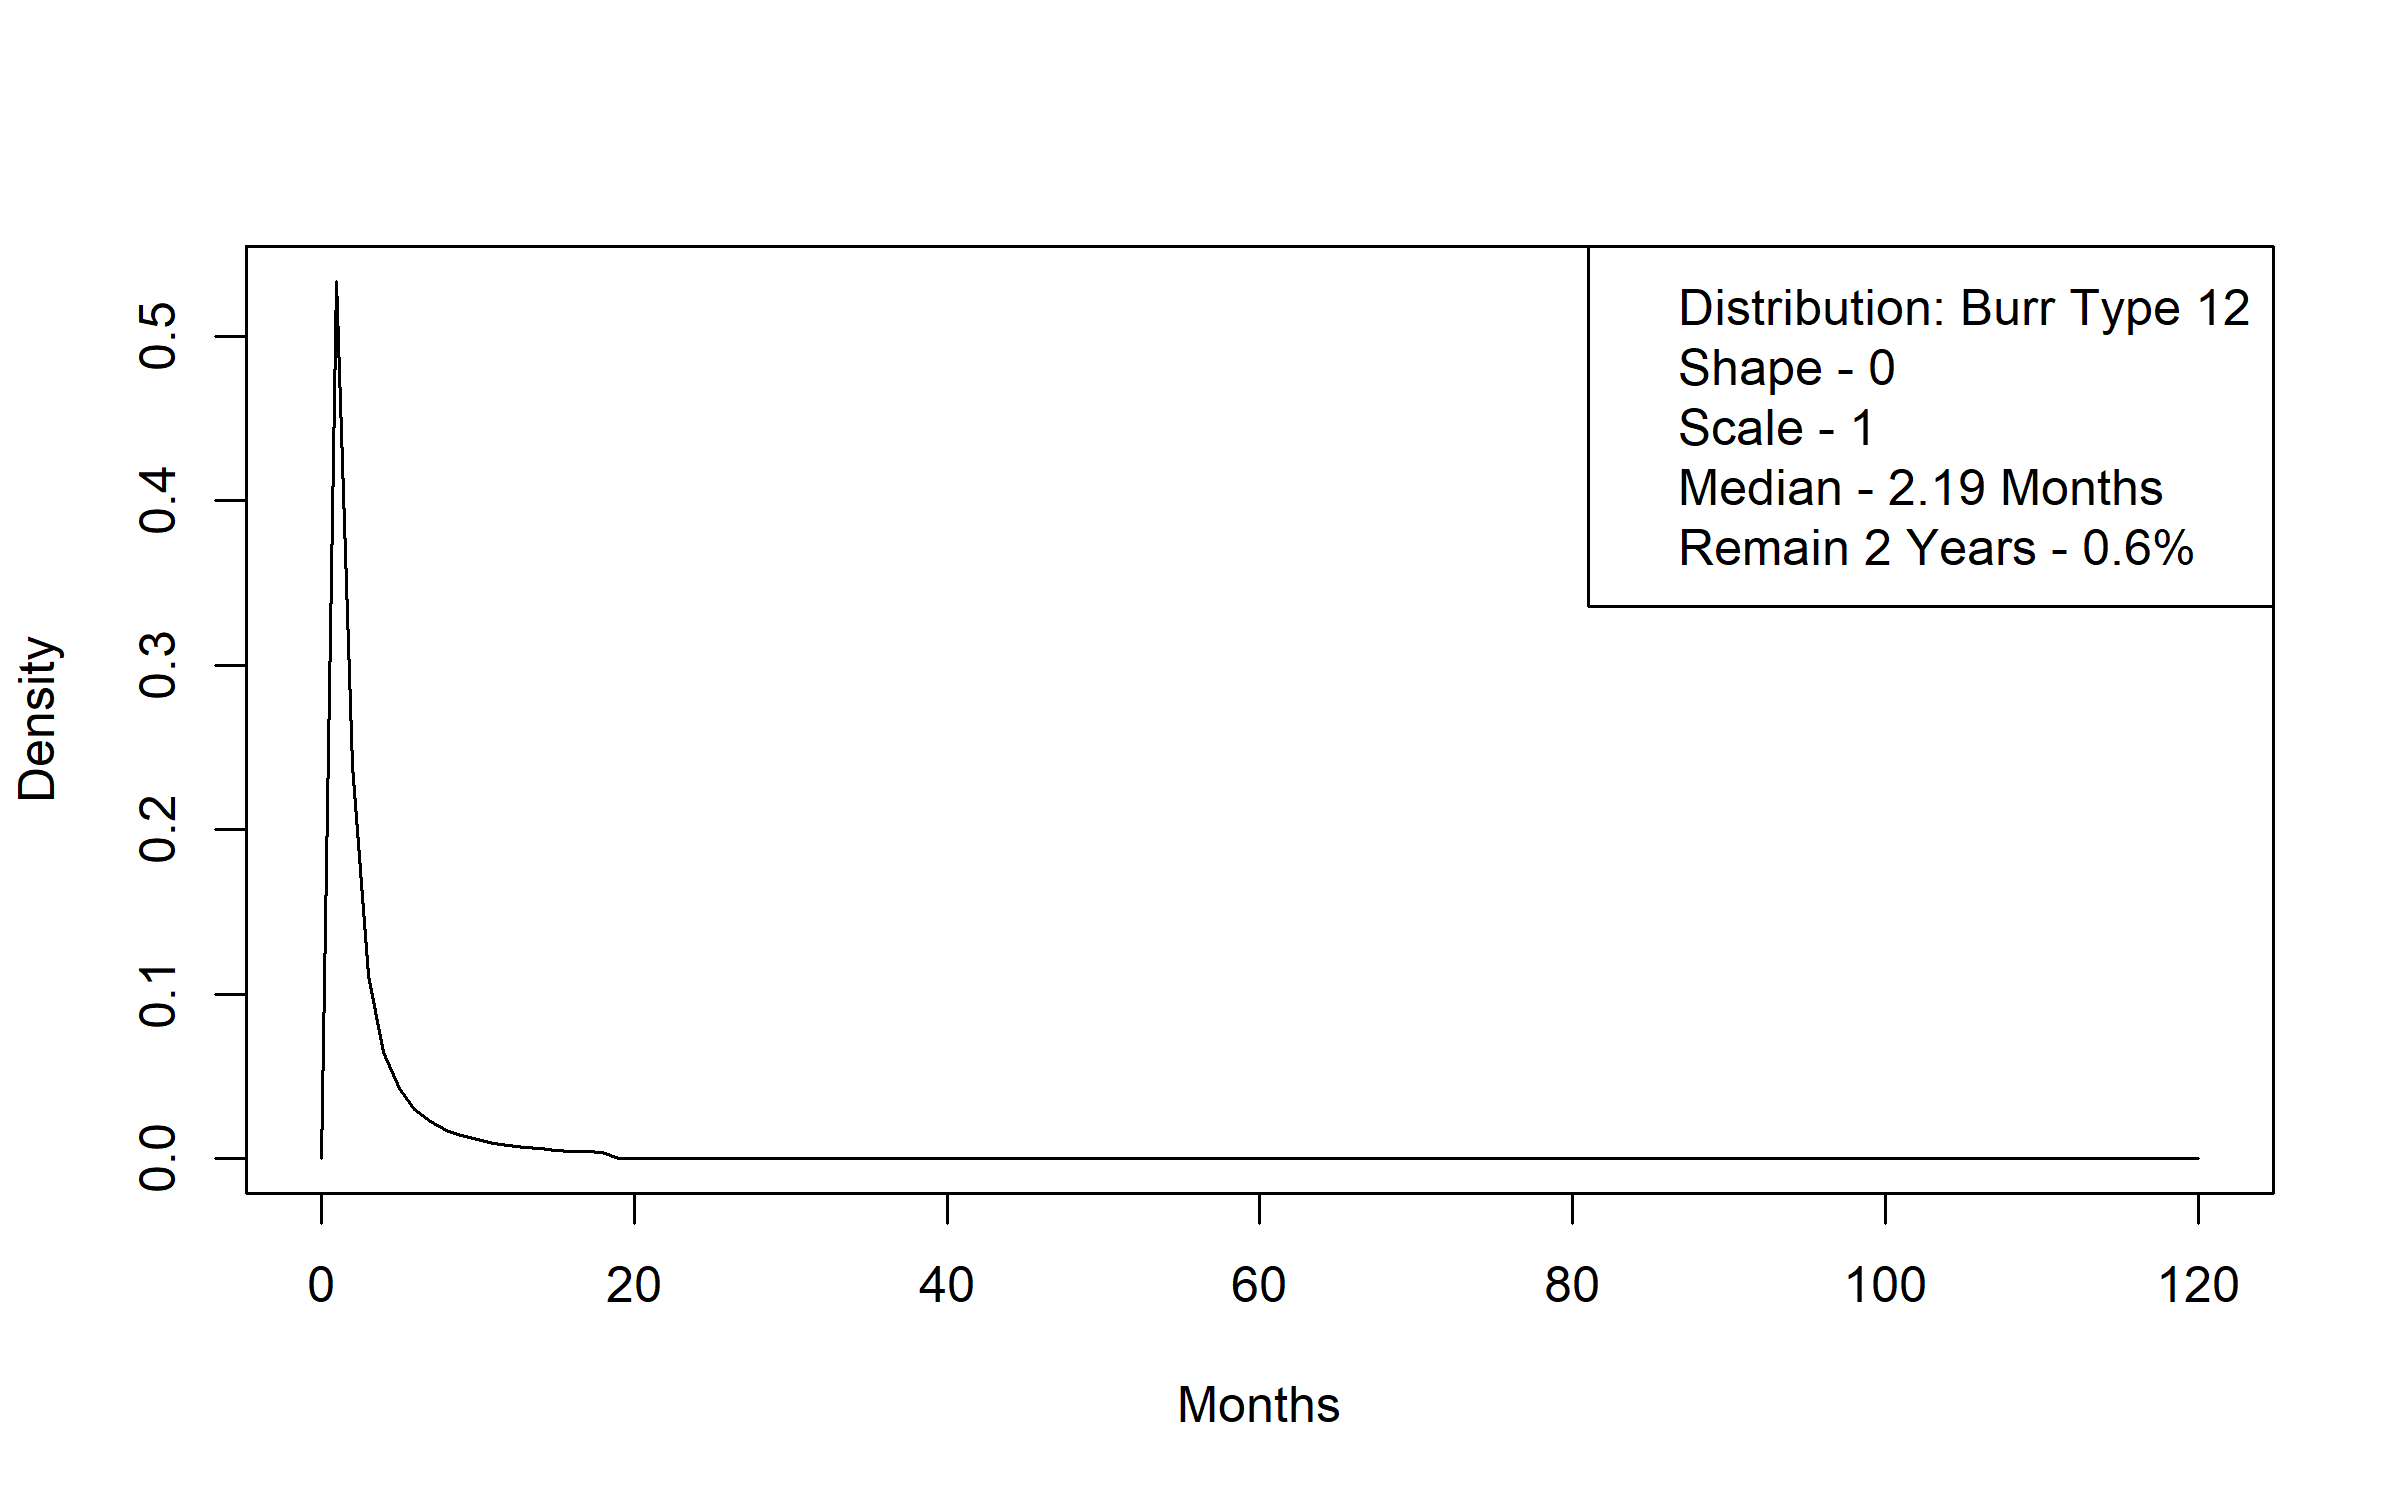 Distribution: Burr Type 12
Shape - 0
Scale - 1
Median - 2.19 Months
Remain 2 Years - 0.6%
Density
0.5
0.4
0.3
0.2
0.1
0.0
0 20 40 60 80 100 120
Months